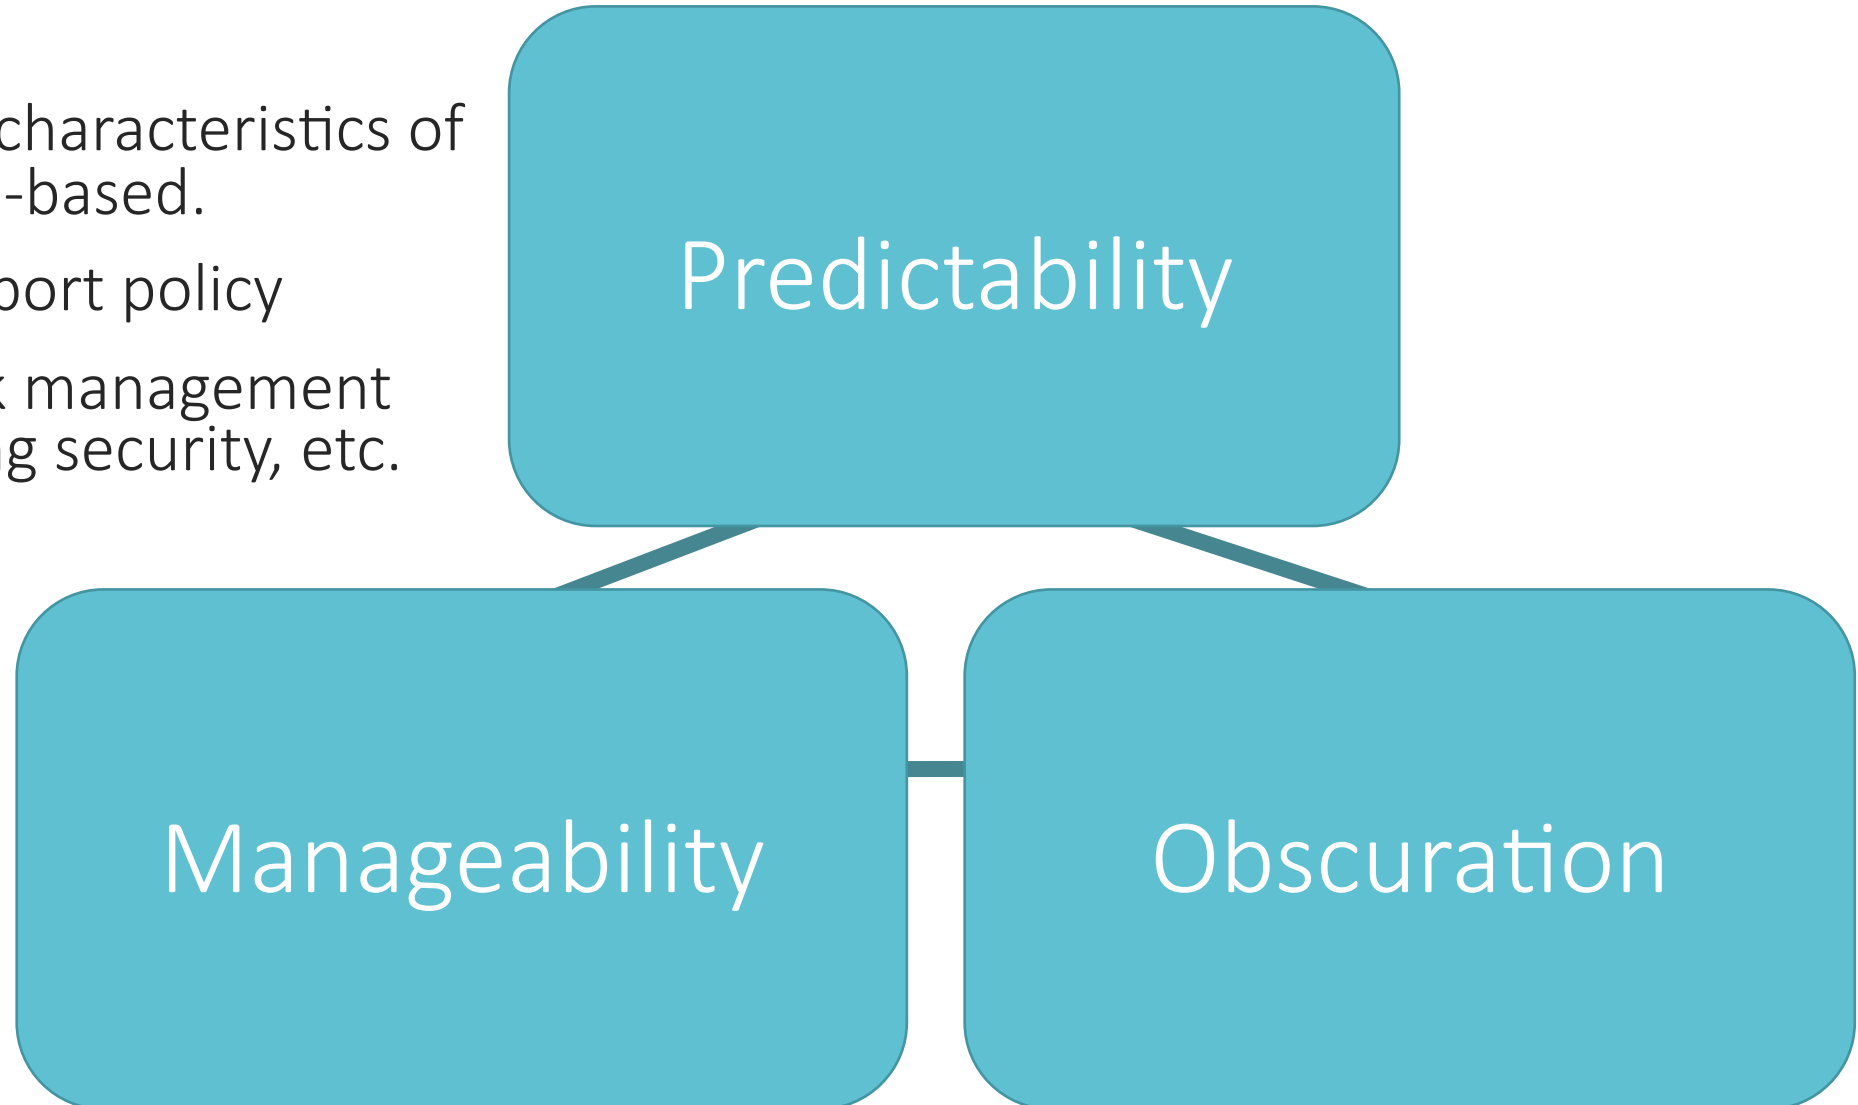 characteristics of
-based.
port policy
management
security, etc.
Predictability
Manageability
Obscuration